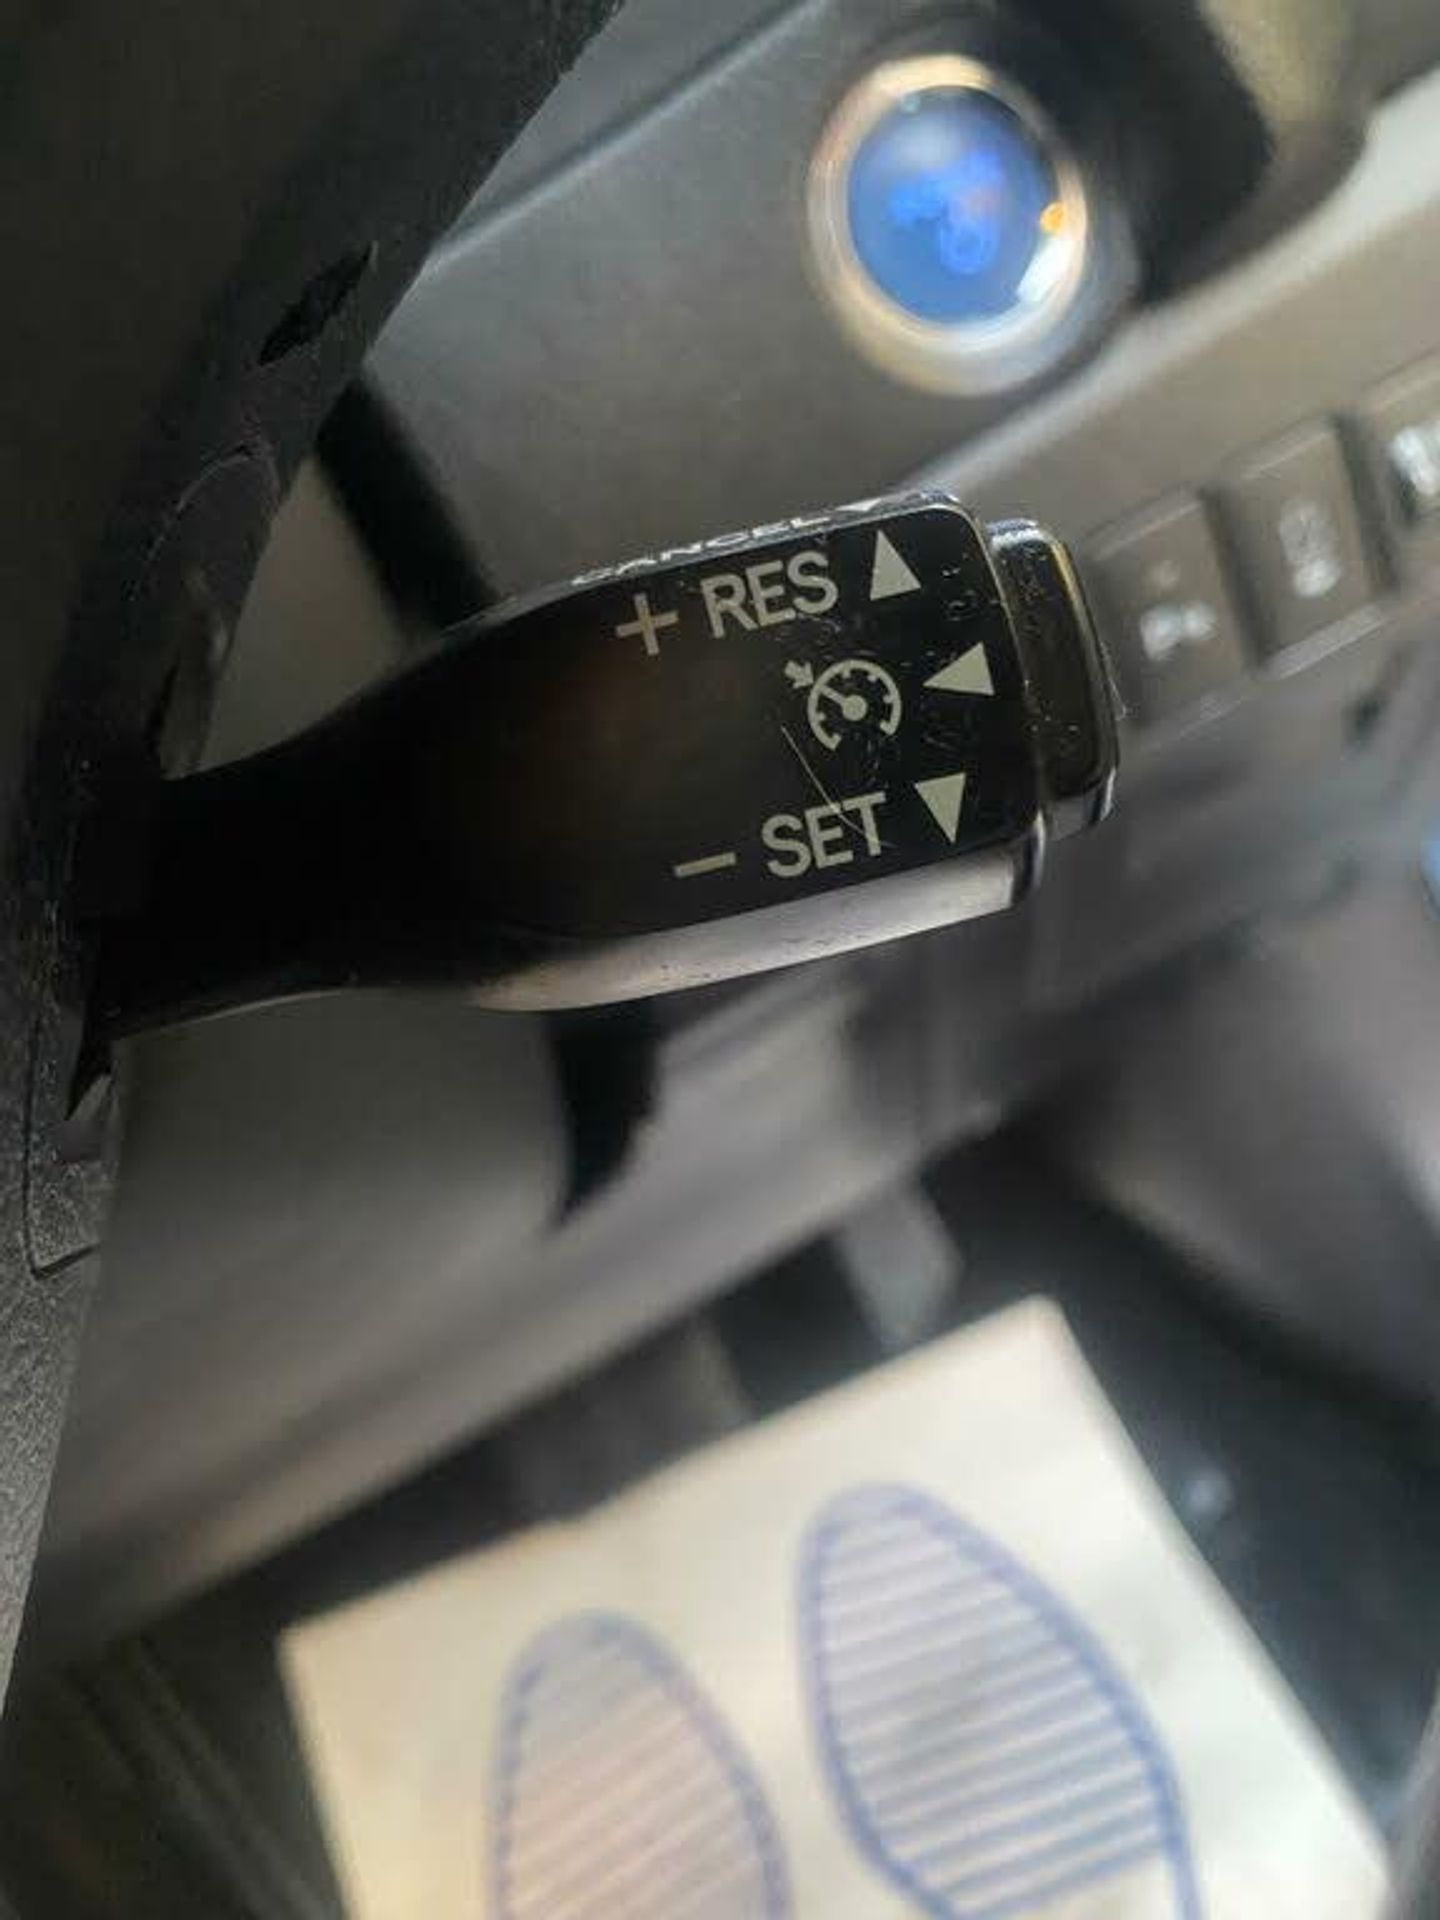 CANCEL
+ RES
- SET